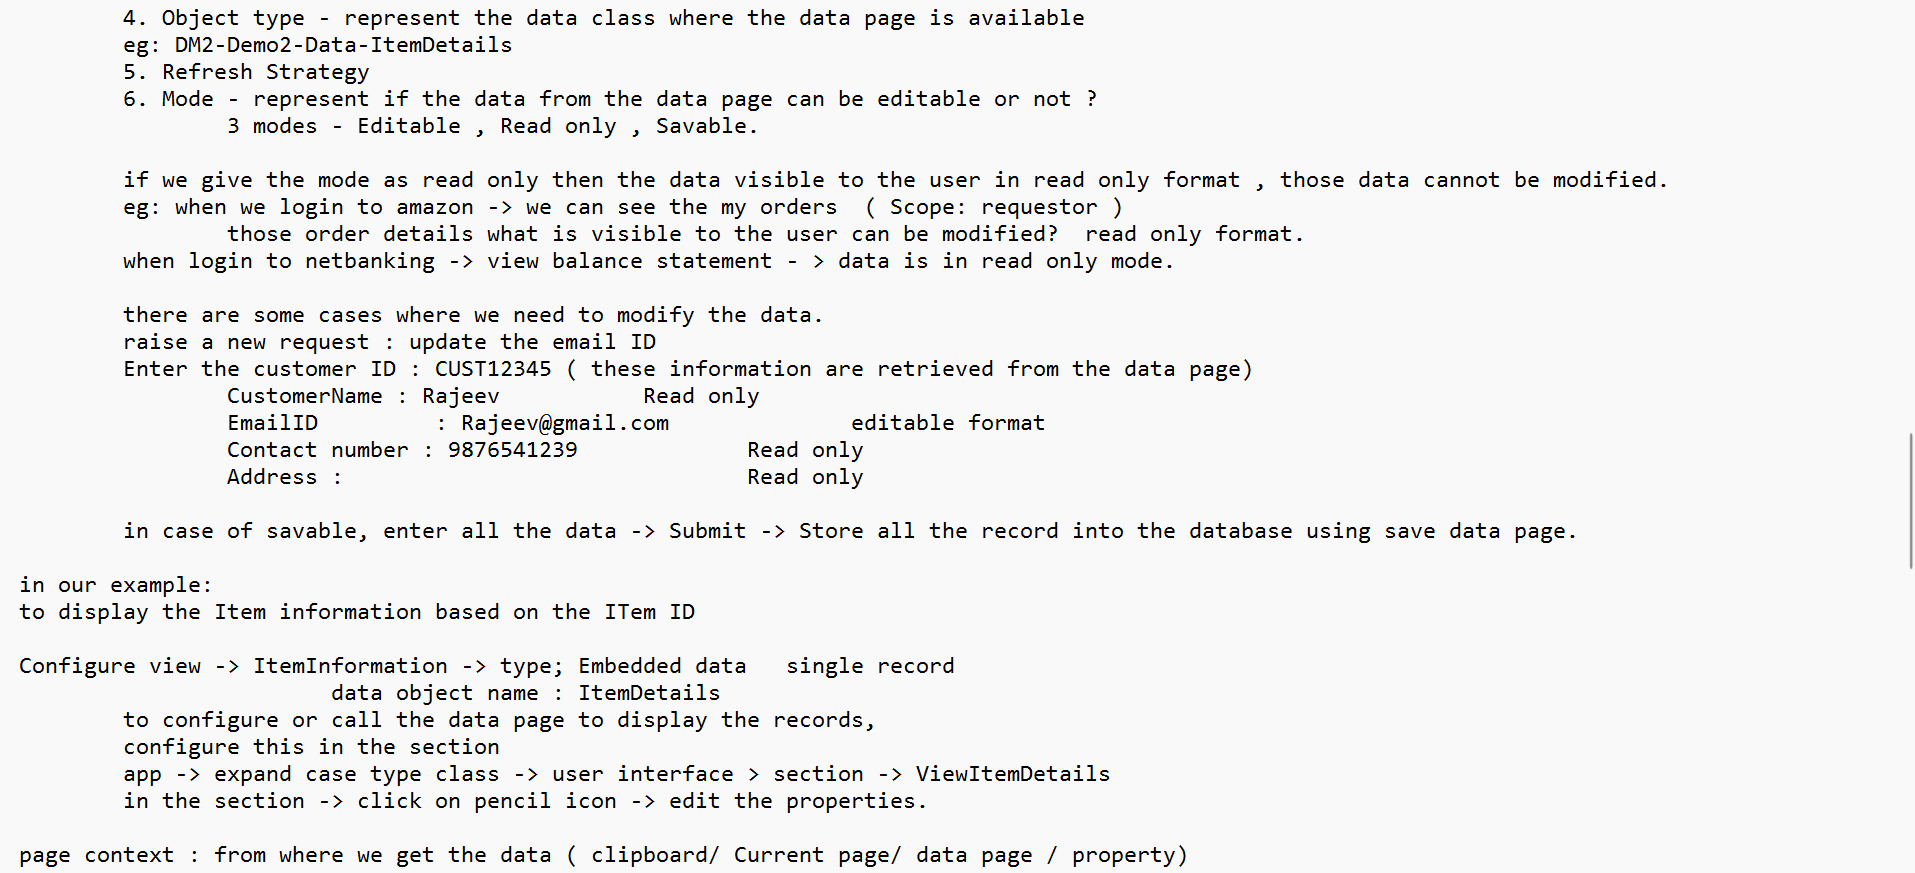 4. Object type - represent the data class where the data page is available
eg: DM2-Demo2-Data-ItemDetails
5. Refresh Strategy
6. Mode - represent if the data from the data page can be editable or not ?
3 modes - Editable , Read only , Savable.
if we give the mode as read only then the data visible to the user in read only format , those data cannot be modified.
eg: when we login to amazon -> we can see the my orders  ( Scope: requestor )
those order details what is visible to the user can be modified?  read only format.
when login to netbanking -> view balance statement - > data is in read only mode.
there are some cases where we need to modify the data.
raise a new request : update the email ID
Enter the customer ID : CUST12345 ( these information are retrieved from the data page)
CustomerName : Rajeev           Read only
EmailID         : Rajeev@gmail.com              editable format
Contact number : 9876541239             Read only
Address :                               Read only
in case of savable, enter all the data -> Submit -> Store all the record into the database using save data page.
in our example:
to display the Item information based on the ITem ID
Configure view -> ItemInformation -> type; Embedded data   single record
data object name : ItemDetails
to configure or call the data page to display the records,
configure this in the section
app -> expand case type class -> user interface > section -> ViewItemDetails
in the section -> click on pencil icon -> edit the properties.
page context : from where we get the data ( clipboard/ Current page/ data page / property)